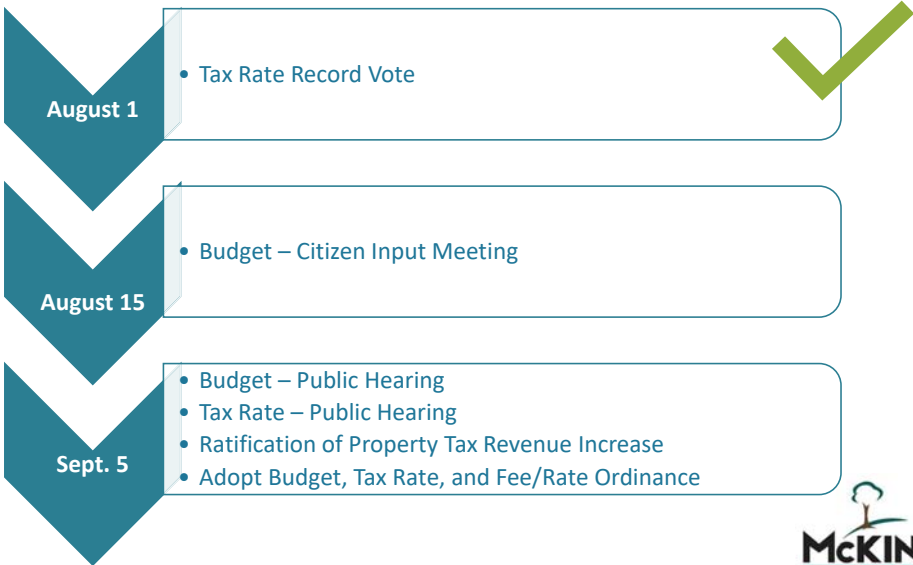 August 1
• Tax Rate Record Vote
August 15
• Budget – Citizen Input Meeting
Sept. 5
• Budget – Public Hearing
• Tax Rate – Public Hearing
• Ratification of Property Tax Revenue Increase
• Adopt Budget, Tax Rate, and Fee/Rate Ordinance
McKIN